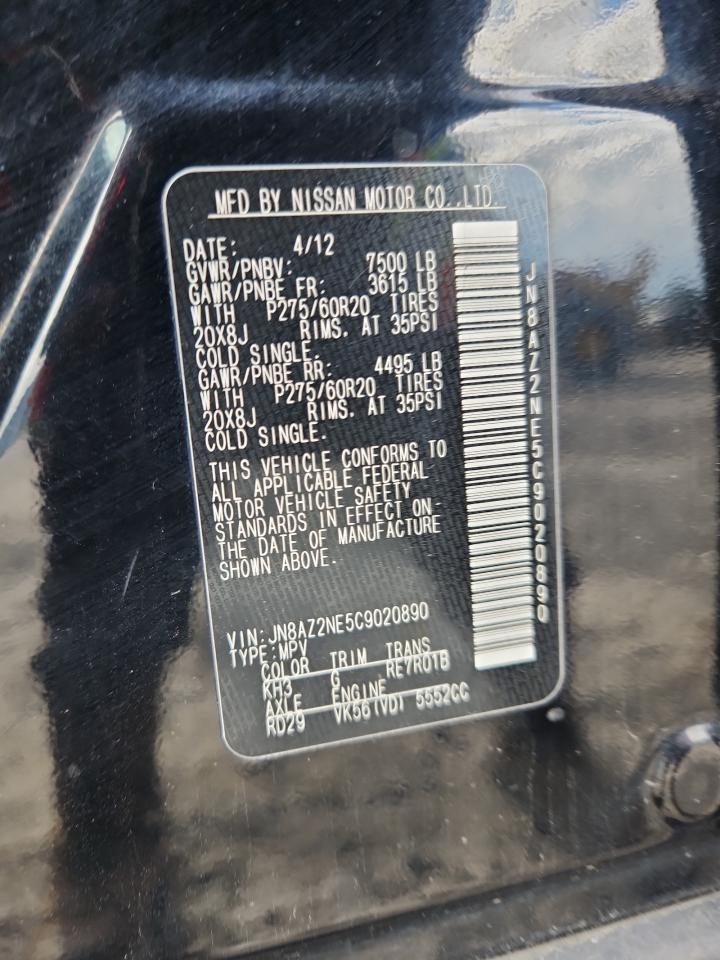 MFD BY NISSAN MOTOR CO.,LTD.
DATE: 4/12
GVWR/PNBV: 7500 LB
GAWR/PNBE FR: 3615 LB
WITH P275/60R20 TIRES
20X8J RIMS. AT 35PSI
COLD SINGLE.
GAWR/PNBE RR: 4495 LB
WITH P275/60R20 TIRES
20X8J RIMS. AT 35PSI
COLD SINGLE.
THIS VEHICLE CONFORMS TO
ALL APPLICABLE FEDERAL
MOTOR VEHICLE SAFETY
STANDARDS IN EFFECT ON
THE DATE OF MANUFACTURE
SHOWN ABOVE.
VIN:JN8AZ2NE5C9020890
TYPE:MPV
COLOR TRIM TRANS
KH3 G RE7R01B
AXLE ENGINE
RD29 VK56(VD) 5552CC
JN8AZ2NE5C9020890